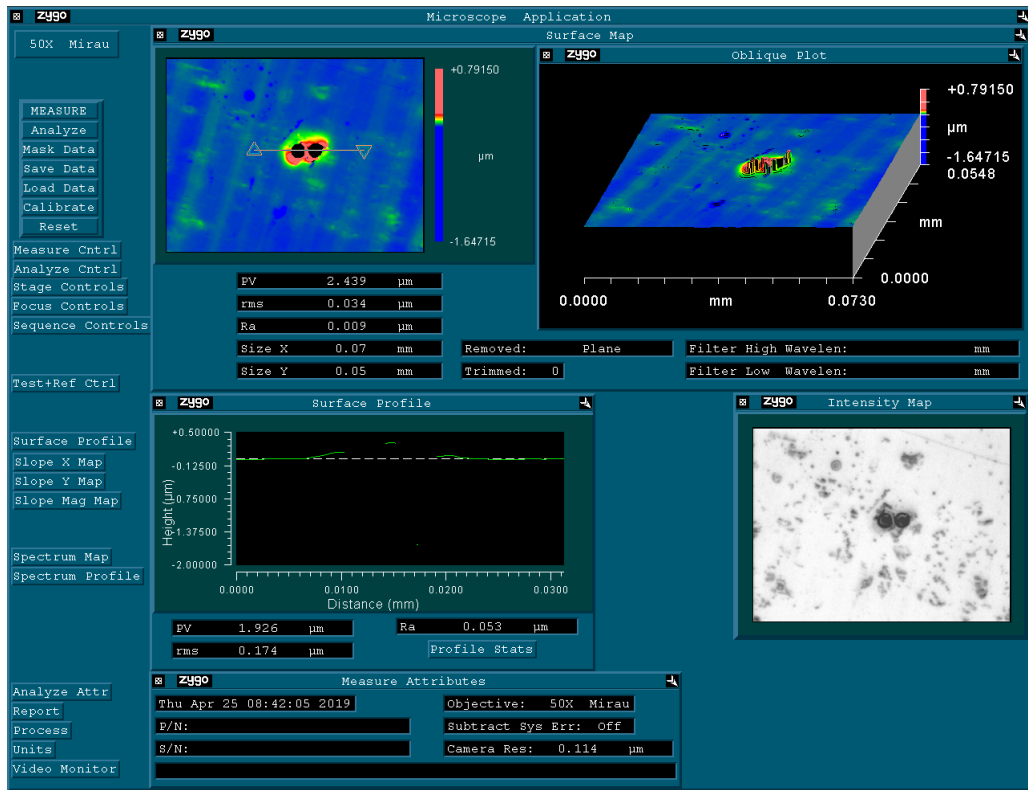 zygo Microscope Application
50X Mirau
MEASURE
Analyze
Mask Data
Save Data
Load Data
Calibrate
Reset
Measure Cntrl
Analyze Cntrl
Stage Controls
Focus Controls
Sequence Controls
Test+Ref Ctrl
Surface Profile
Slope X Map
Slope Y Map
Slope Mag Map
Spectrum Map
Spectrum Profile
Analyze Attr
Report
Process
Units
Video Monitor
zygo Surface Map
+0.79150
µm
-1.64715
PV 2.439 µm
rms 0.034 µm
Ra 0.009 µm
Size X 0.07 mm
Size Y 0.05 mm
zygo Oblique Plot
+0.79150
µm
-1.64715
0.0548
mm
0.0000
0.0000 mm 0.0730
Removed: Plane
Trimmed: 0
Filter High Wavelen: mm
Filter Low Wavelen: mm
zygo Surface Profile
+0.50000
-0.12500
-0.75000
-1.37500
-2.00000
Height (µm)
0.0000 0.0100 0.0200 0.0300
Distance (mm)
PV 1.926 µm
rms 0.174 µm
Ra 0.053 µm
Profile Stats
zygo Intensity Map
zygo Measure Attributes
Thu Apr 25 08:42:05 2019
P/N:
S/N:
Objective: 50X Mirau
Subtract Sys Err: Off
Camera Res: 0.114 µm